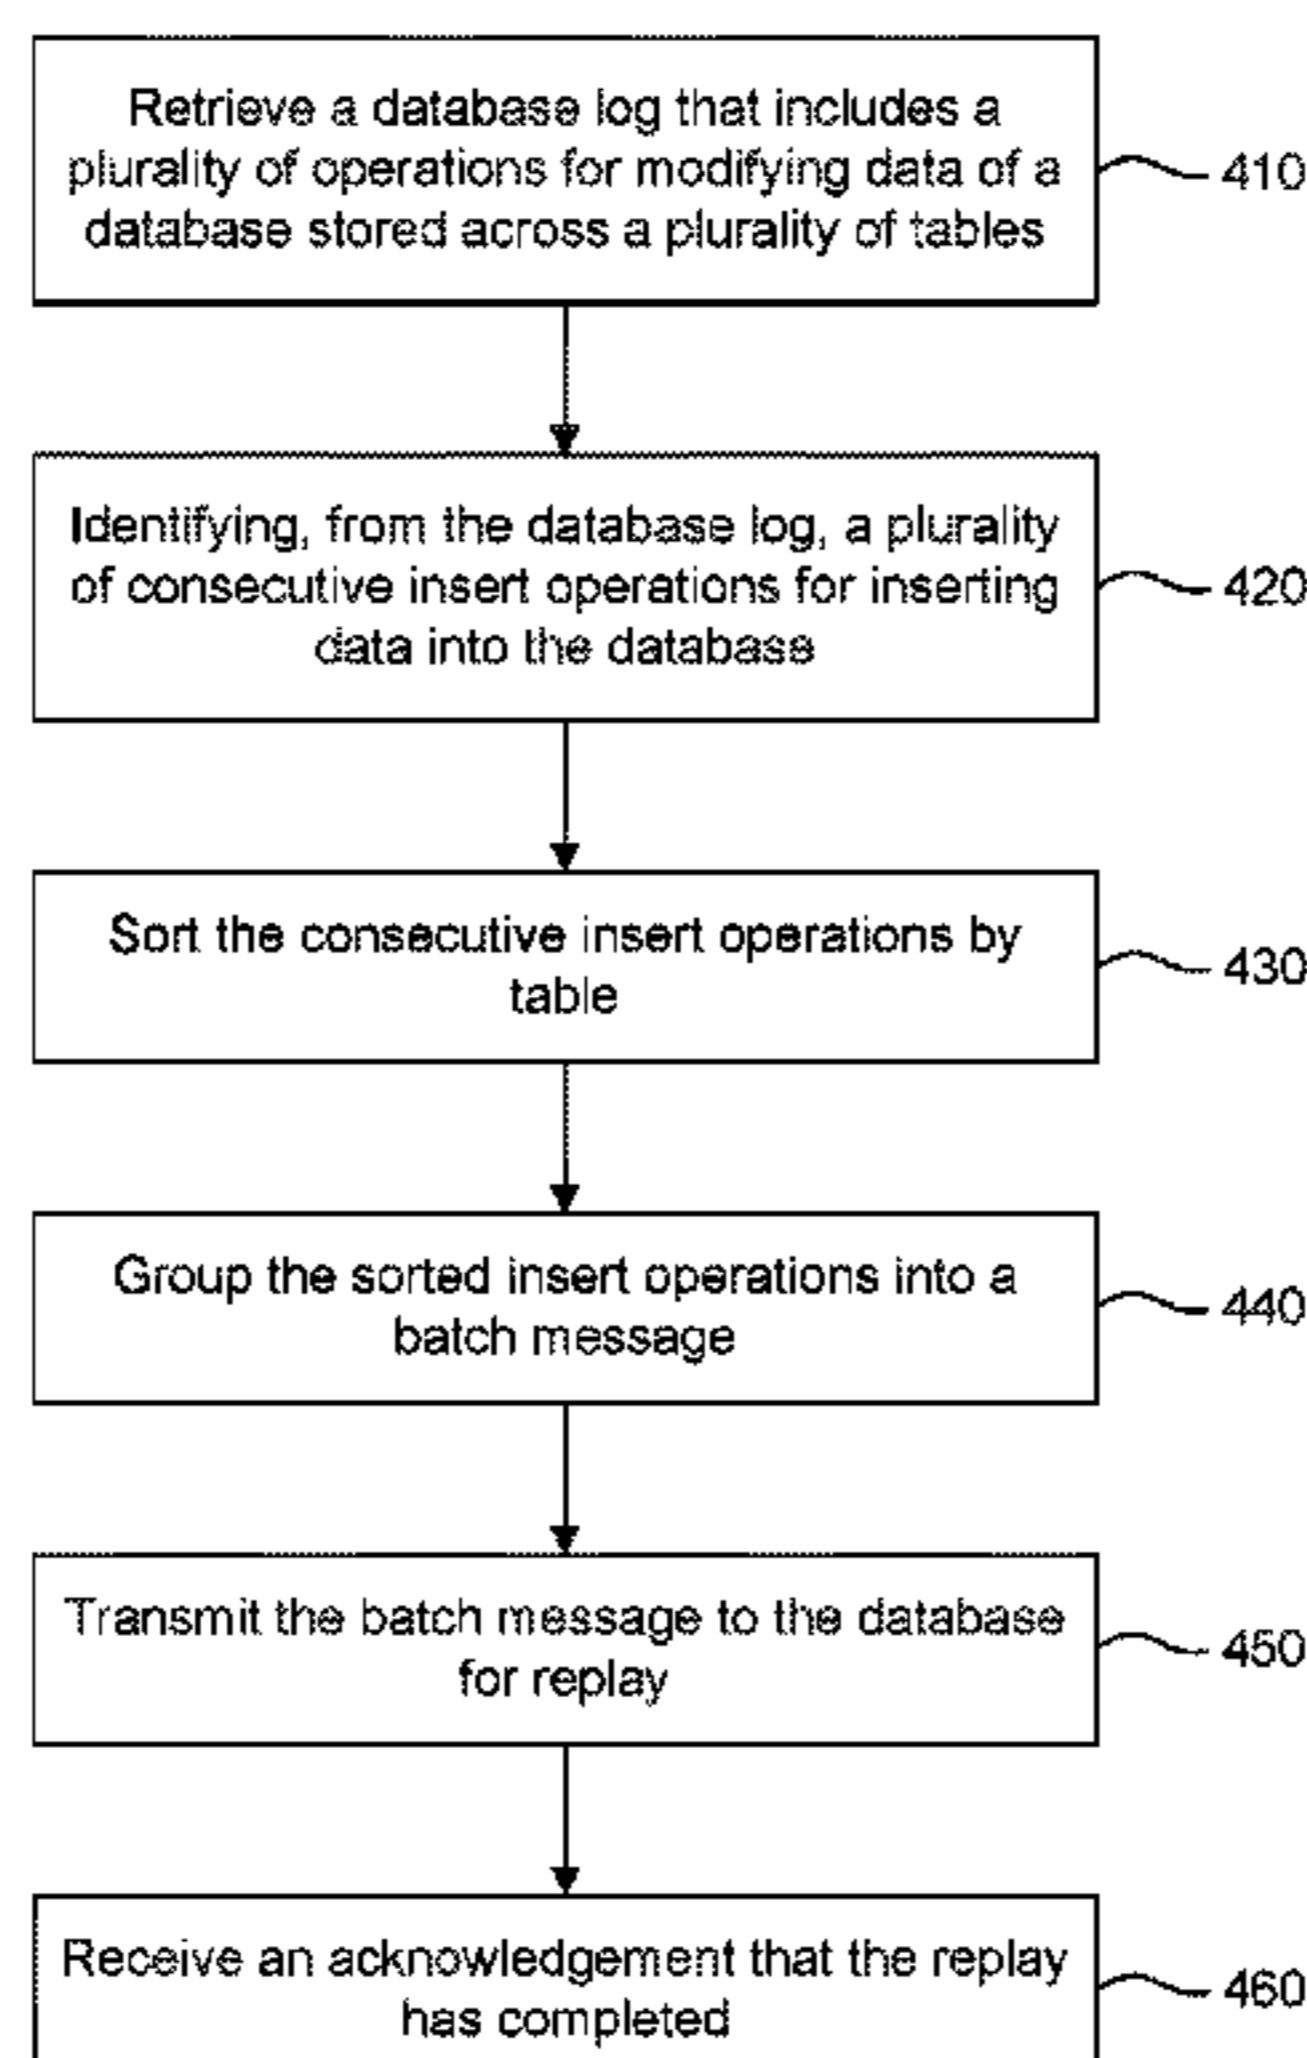 Retrieve a database log that includes a
plurality of operations for modifying data of a
database stored across a plurality of tables
410
Identifying, from the database log, a plurality
of consecutive insert operations for inserting
data into the database
420
Sort the consecutive insert operations by
table
430
Group the sorted insert operations into a
batch message
440
Transmit the batch message to the database
for replay
450
Receive an acknowledgement that the replay
has completed
460